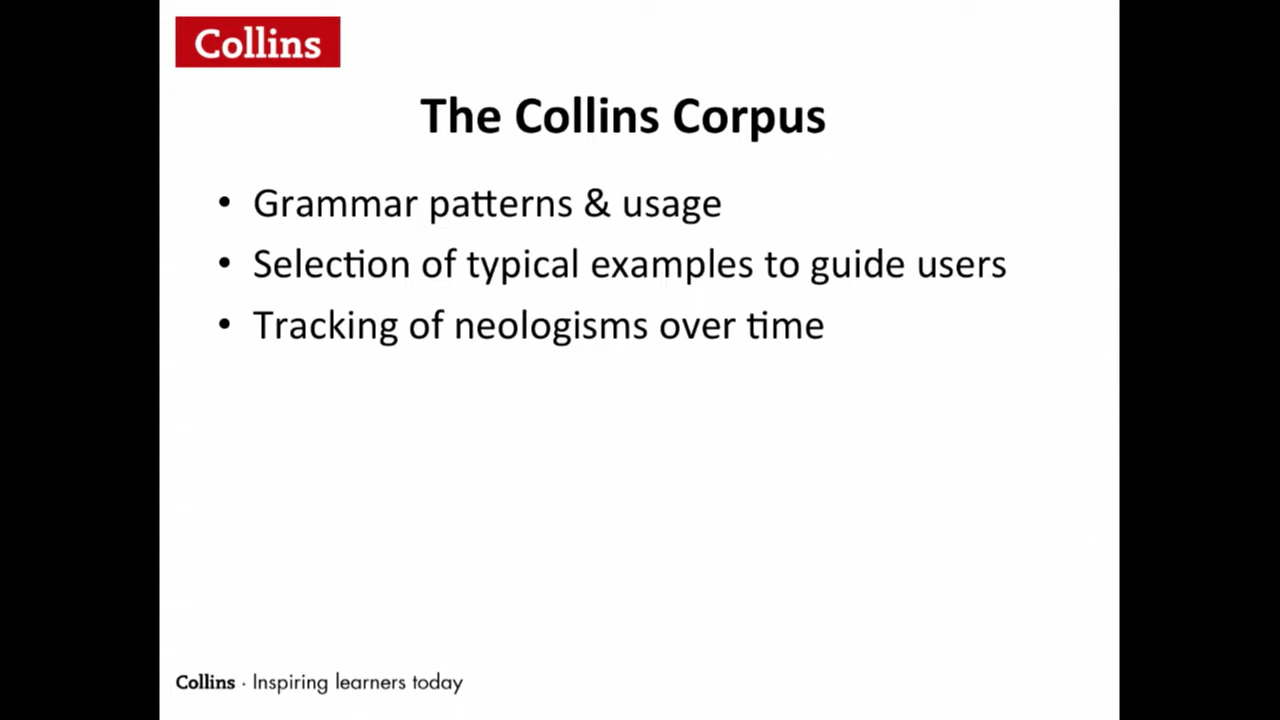 Collins
The Collins Corpus
• Grammar patterns & usage
• Selection of typical examples to guide users
• Tracking of neologisms over time
Collins · Inspiring learners today